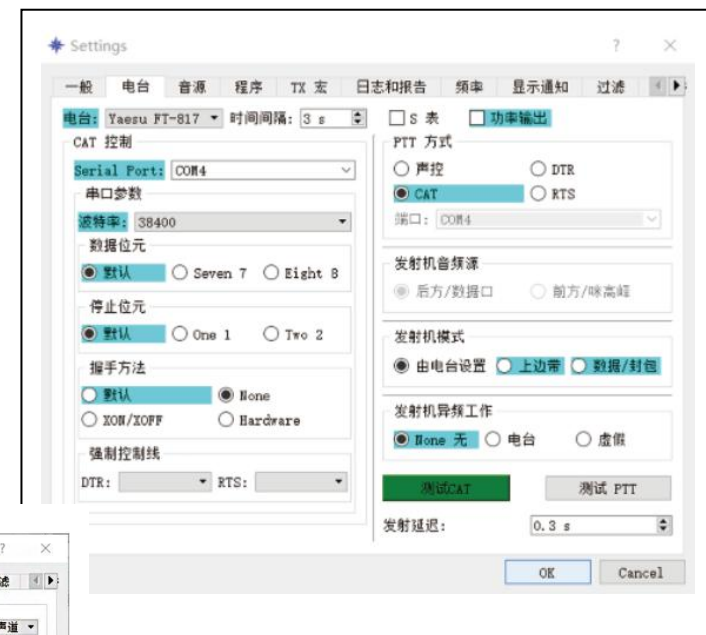 Settings ? ×
一般 电台 音源 程序 TX 宏 日志和报告 频率 显示通知 过滤
电台: Yaesu FT-817 时间间隔: 3 s S 表 功率输出
CAT 控制
Serial Port: COM4
串口参数
波特率: 38400
数据位元
默认 Seven 7 Eight 8
停止位元
默认 One 1 Two 2
握手方法
默认 None
XON/XOFF Hardware
强制控制线
DTR: RTS:
PTT 方式
声控 DTR
CAT RTS
端口: COM4
发射机音频源
后方/数据口 前方/咪高峰
发射机模式
由电台设置 上边带 数据/封包
发射机异频工作
None 无 电台 虚假
测试CAT 测试 PTT
发射延迟: 0.3 s
OK Cancel
? ×
滤
声道